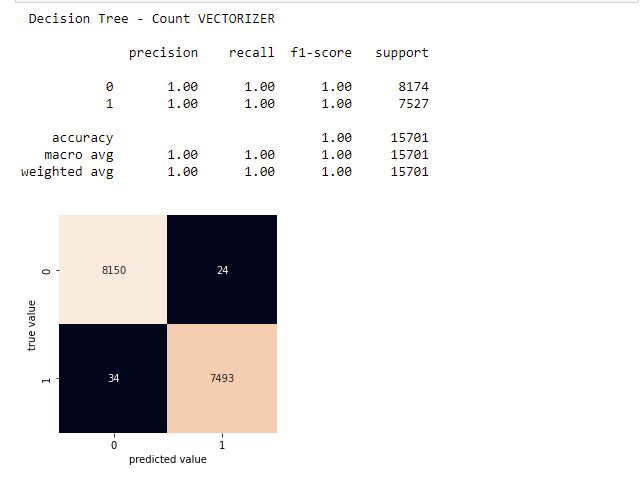 Decision Tree - Count VECTORIZER
precision recall f1-score support
0 1.00 1.00 1.00 8174
1 1.00 1.00 1.00 7527
accuracy 1.00 15701
macro avg 1.00 1.00 1.00 15701
weighted avg 1.00 1.00 1.00 15701
0 8150 24
true value
1 34 7493
0 1
predicted value